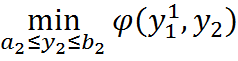 min φ(y₁¹, y₂)
a₂≤y₂≤b₂